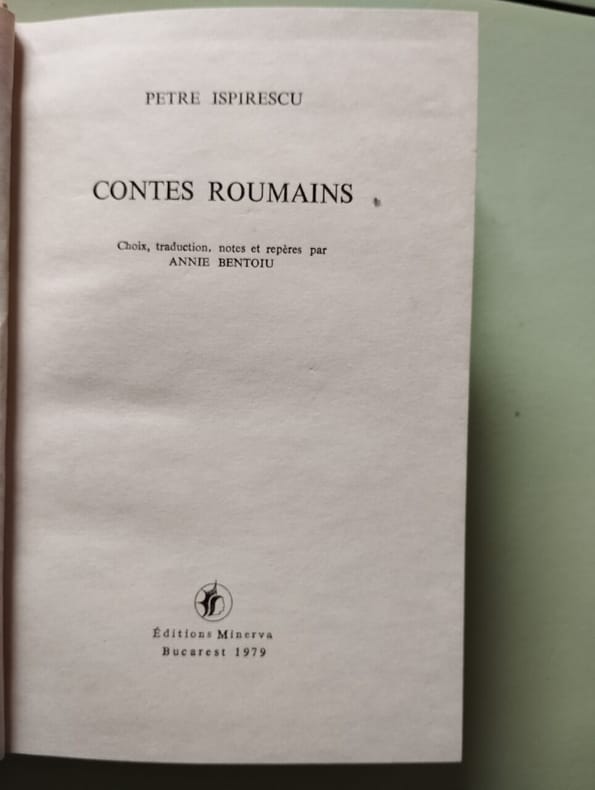 PETRE ISPIRESCU
CONTES ROUMAINS
Choix, traduction, notes et repères par
ANNIE BENTOIU
Éditions Minerva
Bucarest 1979